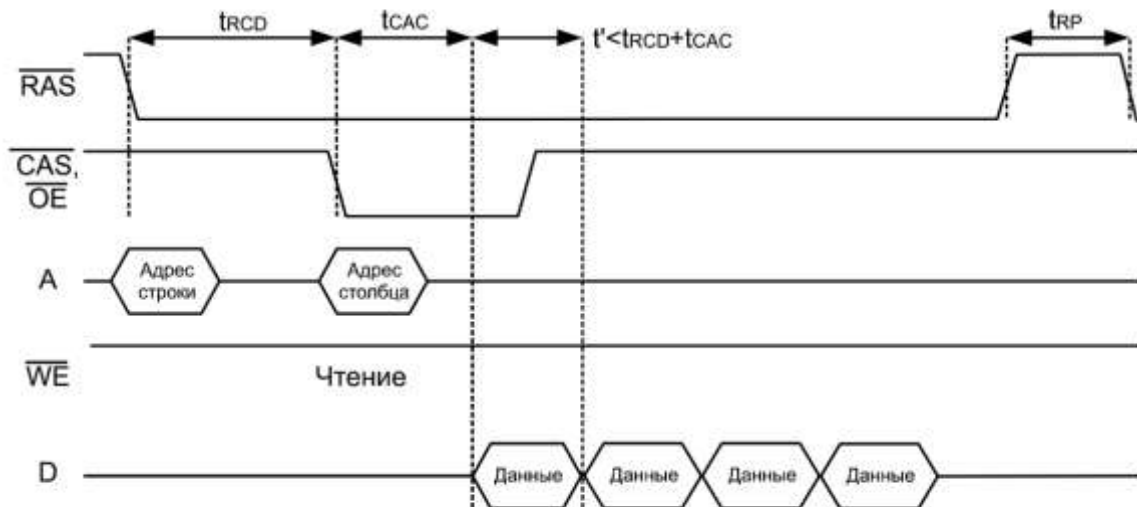 tRCD
tCAC
t'<tRCD+tCAC
tRP
RAS
CAS,
OE
A
Адрес
строки
Адрес
столбца
WE
Чтение
D
Данные
Данные
Данные
Данные